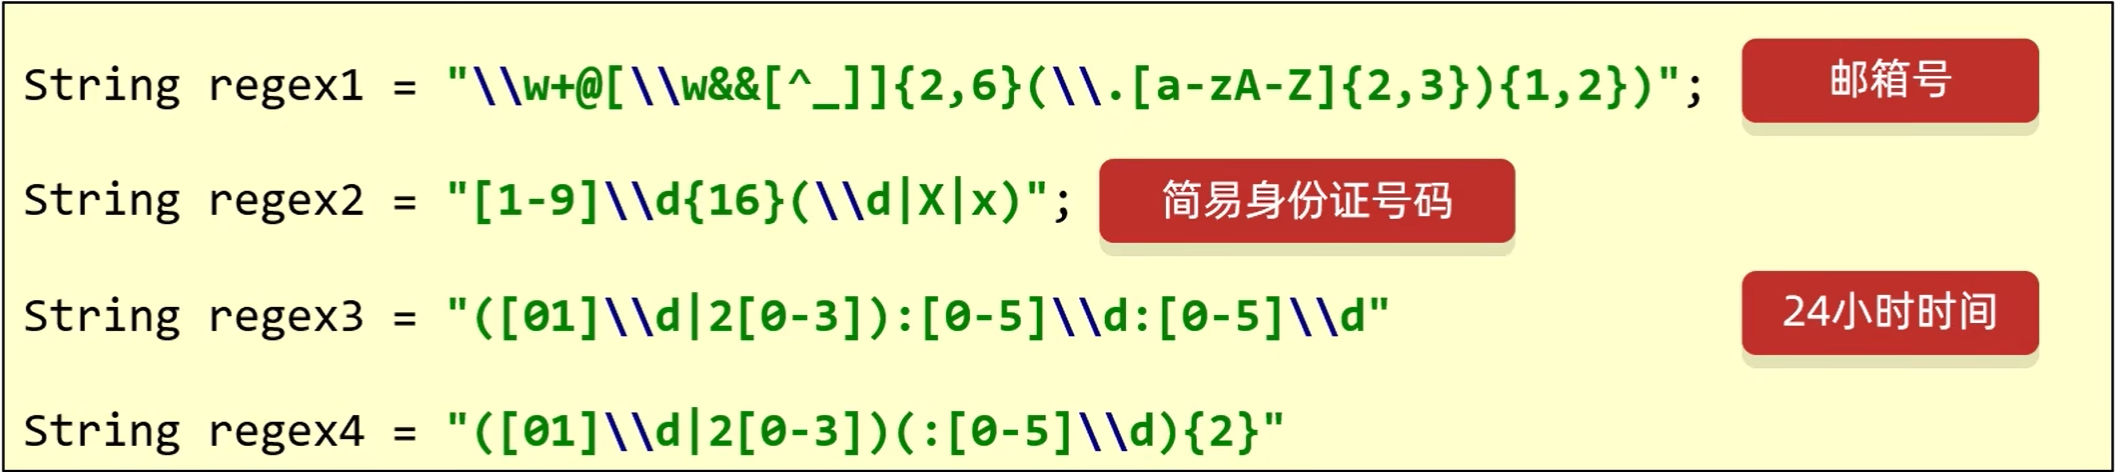 String regex1 = "\\w+@[\\w&&[^_]]{2,6}(\\.[a-zA-Z]{2,3}){1,2})"; 邮箱号
String regex2 = "[1-9]\\d{16}(\\d|X|x)"; 简易身份证号码
String regex3 = "([01]\\d|2[0-3]):[0-5]\\d:[0-5]\\d" 24小时时间
String regex4 = "([01]\\d|2[0-3])(:[0-5]\\d){2}"